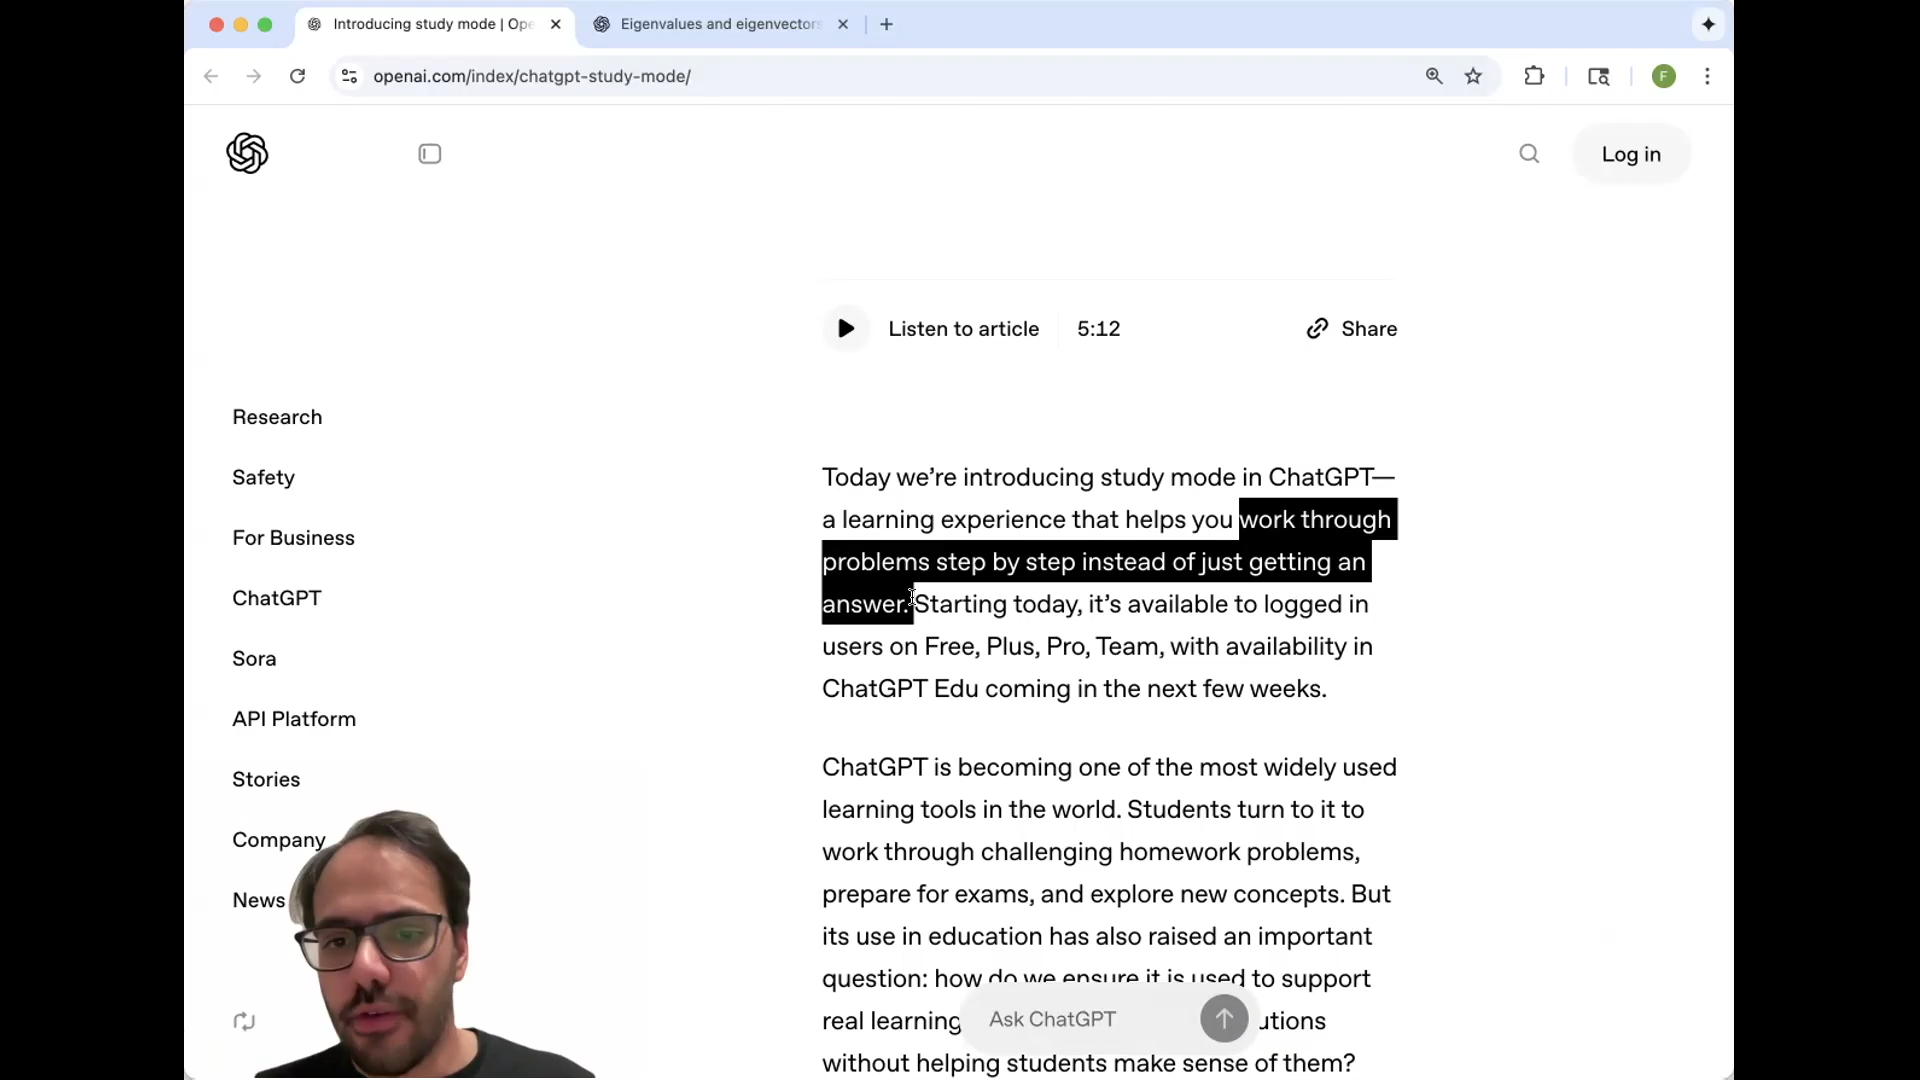 Introducing study mode | Ope
Eigenvalues and eigenvectors
openai.com/index/chatgpt-study-mode/
F
Log in
Listen to article
5:12
Share
Research
Safety
For Business
ChatGPT
Sora
API Platform
Stories
Company
News
Today we're introducing study mode in ChatGPT—
a learning experience that helps you work through
problems step by step instead of just getting an
answer. Starting today, it's available to logged in
users on Free, Plus, Pro, Team, with availability in
ChatGPT Edu coming in the next few weeks.
ChatGPT is becoming one of the most widely used
learning tools in the world. Students turn to it to
work through challenging homework problems,
prepare for exams, and explore new concepts. But
its use in education has also raised an important
question: how do we ensure it is used to support
real learning utions
Ask ChatGPT
without helping students make sense of them?